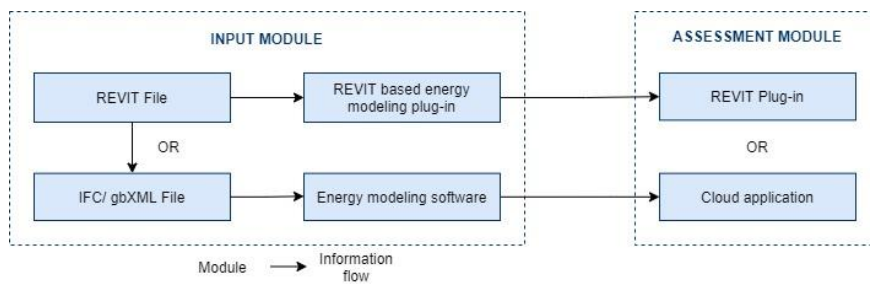 INPUT MODULE
ASSESSMENT MODULE
REVIT File
REVIT based energy
modeling plug-in
REVIT Plug-in
OR
OR
IFC/ gbXML File
Energy modeling software
Cloud application
Module
Information
flow